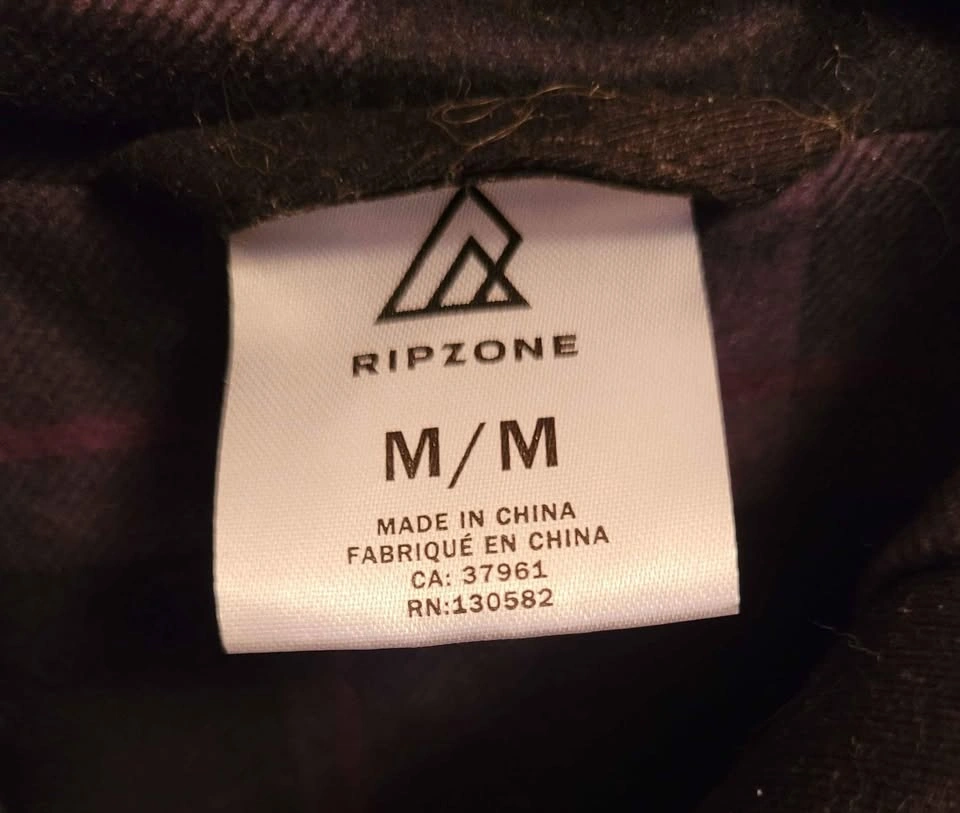 RIPZONE
M/M
MADE IN CHINA
FABRIQUÉ EN CHINA
CA: 37961
RN:130582